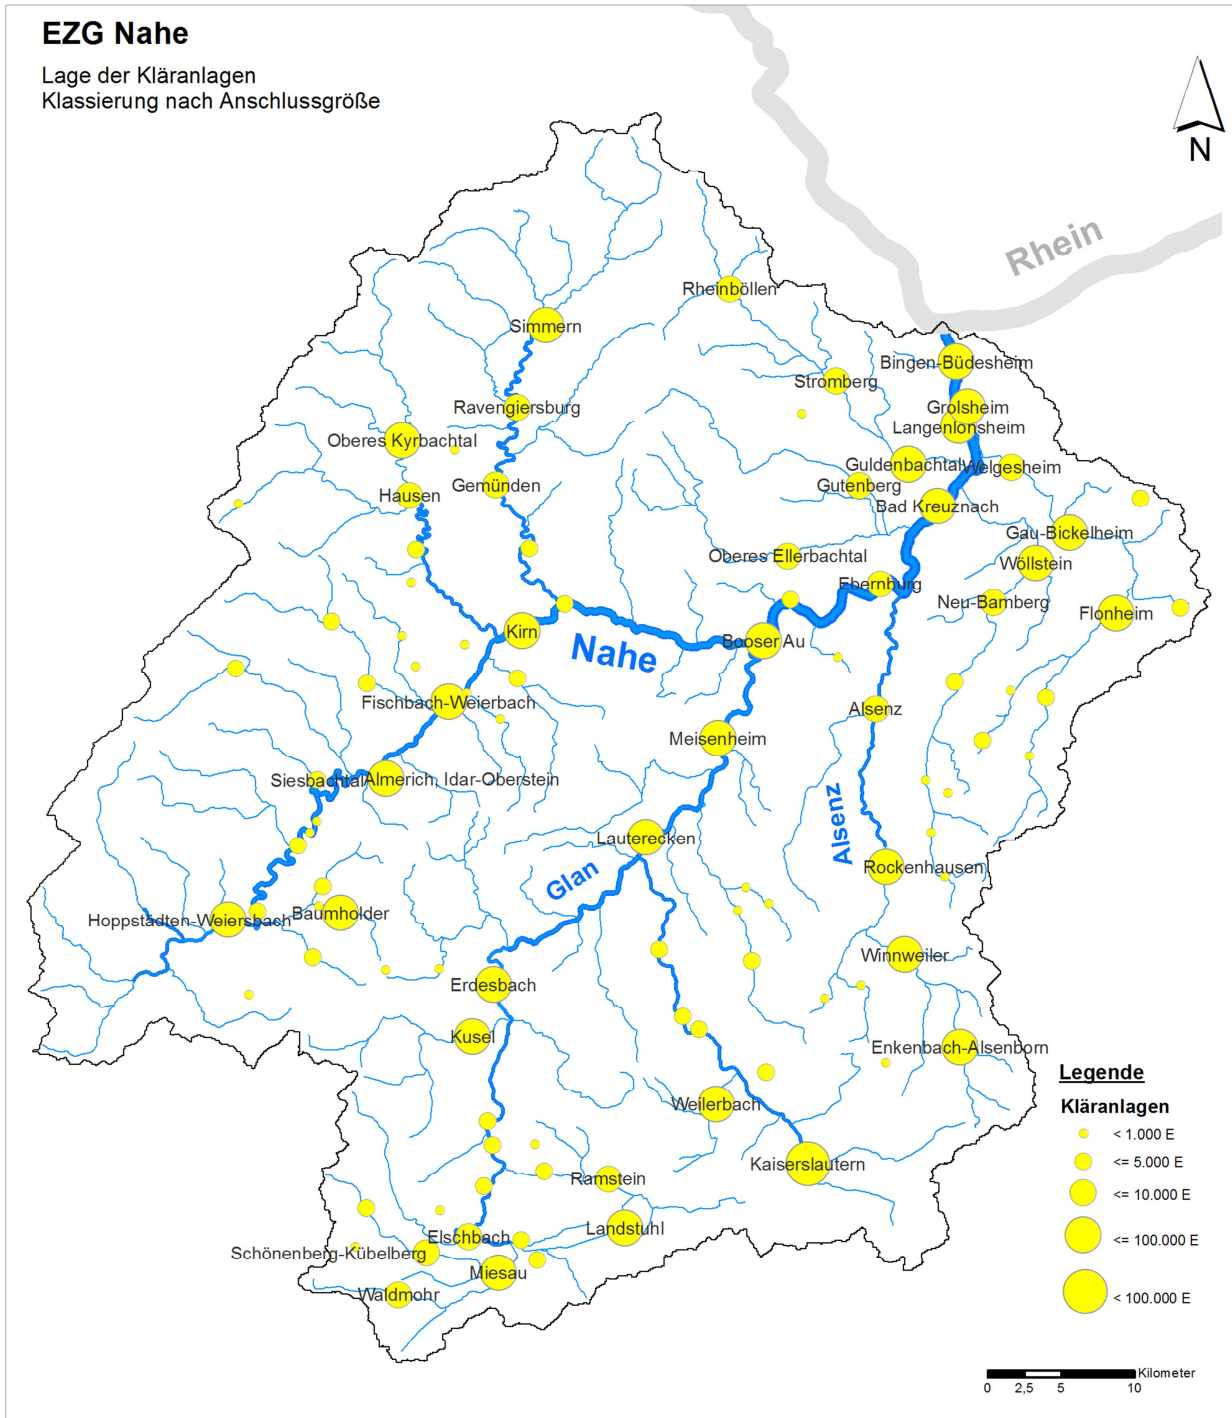 EZG Nahe
Lage der Kläranlagen
Klassierung nach Anschlussgröße
N
Rhein
Rheinböllen
Simmern
Bingen-Büdesheim
Stromberg
Ravengiersburg
Grolsheim
Langenlonsheim
Oberes Kyrbachtal
Guldenbachtal
Welgesheim
Gemünden
Gutenberg
Hausen
Bad Kreuznach
Gau-Bickelheim
Oberes Ellerbachtal
Wöllstein
Ebernburg
Neu-Bamberg
Flonheim
Kirn
Nahe
Booser Au
Fischbach-Weierbach
Alsenz
Meisenheim
Siesbachtal
Almerich, Idar-Oberstein
Alsenz
Lauterecken
Glan
Rockenhausen
Hoppstädten-Weiersbach
Baumholder
Winnweiler
Erdesbach
Kusel
Enkenbach-Alsenborn
Weilerbach
Kaiserslautern
Ramstein
Landstuhl
Elschbach
Schönenberg-Kübelberg
Miesau
Waldmohr
Legende
Kläranlagen
< 1.000 E
<= 5.000 E
<= 10.000 E
<= 100.000 E
< 100.000 E
Kilometer
0 2,5 5 10